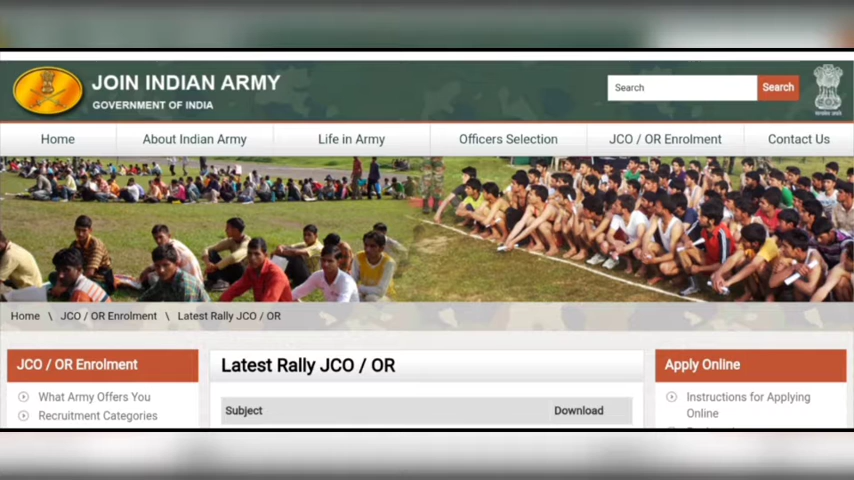 JOIN INDIAN ARMY
GOVERNMENT OF INDIA
Search
Search
Home
About Indian Army
Life in Army
Officers Selection
JCO / OR Enrolment
Contact Us
Home \ JCO / OR Enrolment \ Latest Rally JCO / OR
JCO / OR Enrolment
What Army Offers You
Recruitment Categories
Latest Rally JCO / OR
Subject
Download
Apply Online
Instructions for Applying
Online